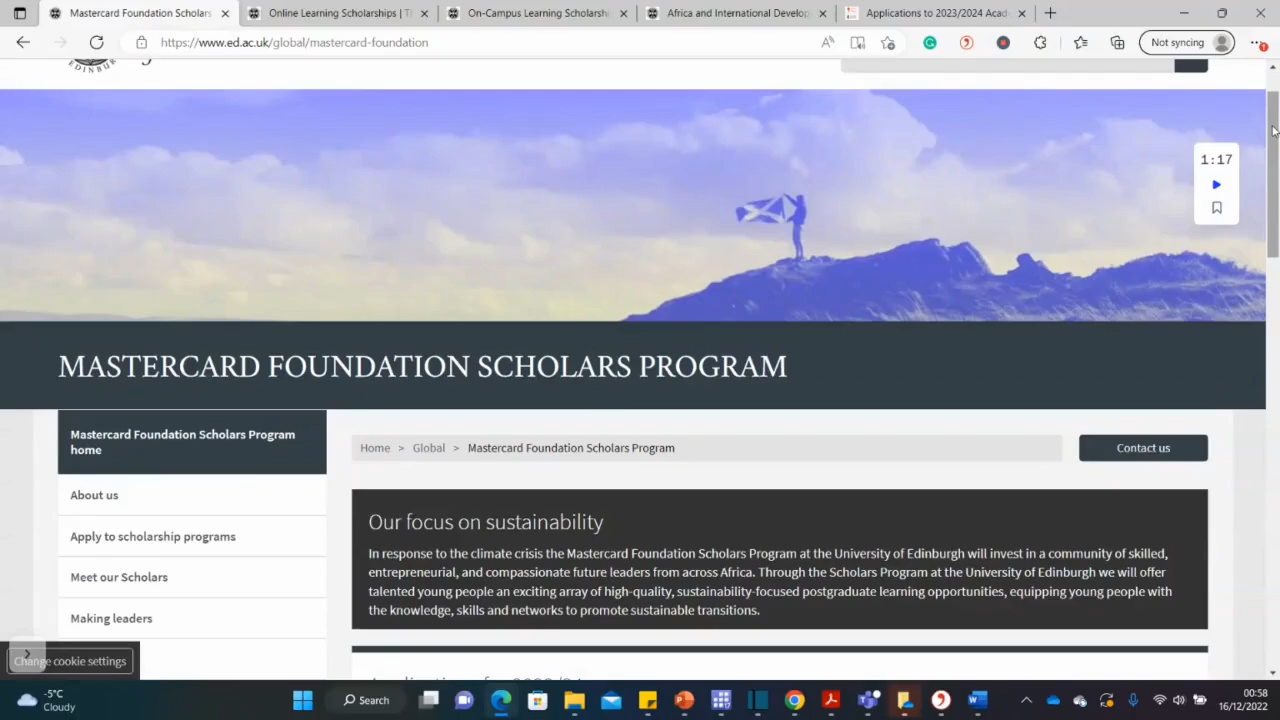 Mastercard Foundation Scholars
Online Learning Scholarships | T
On-Campus Learning Scholarshi
Africa and International Develop
Applications to 2023/2024 Acad
https://www.ed.ac.uk/global/mastercard-foundation
Not syncing
EDINBUR
1:17
MASTERCARD FOUNDATION SCHOLARS PROGRAM
Mastercard Foundation Scholars Program
home
About us
Apply to scholarship programs
Meet our Scholars
Making leaders
Home > Global > Mastercard Foundation Scholars Program
Contact us
Our focus on sustainability
In response to the climate crisis the Mastercard Foundation Scholars Program at the University of Edinburgh will invest in a community of skilled,
entrepreneurial, and compassionate future leaders from across Africa. Through the Scholars Program at the University of Edinburgh we will offer
talented young people an exciting array of high-quality, sustainability-focused postgraduate learning opportunities, equipping young people with
the knowledge, skills and networks to promote sustainable transitions.
Change cookie settings
-5°C
Cloudy
Search
00:58
16/12/2022